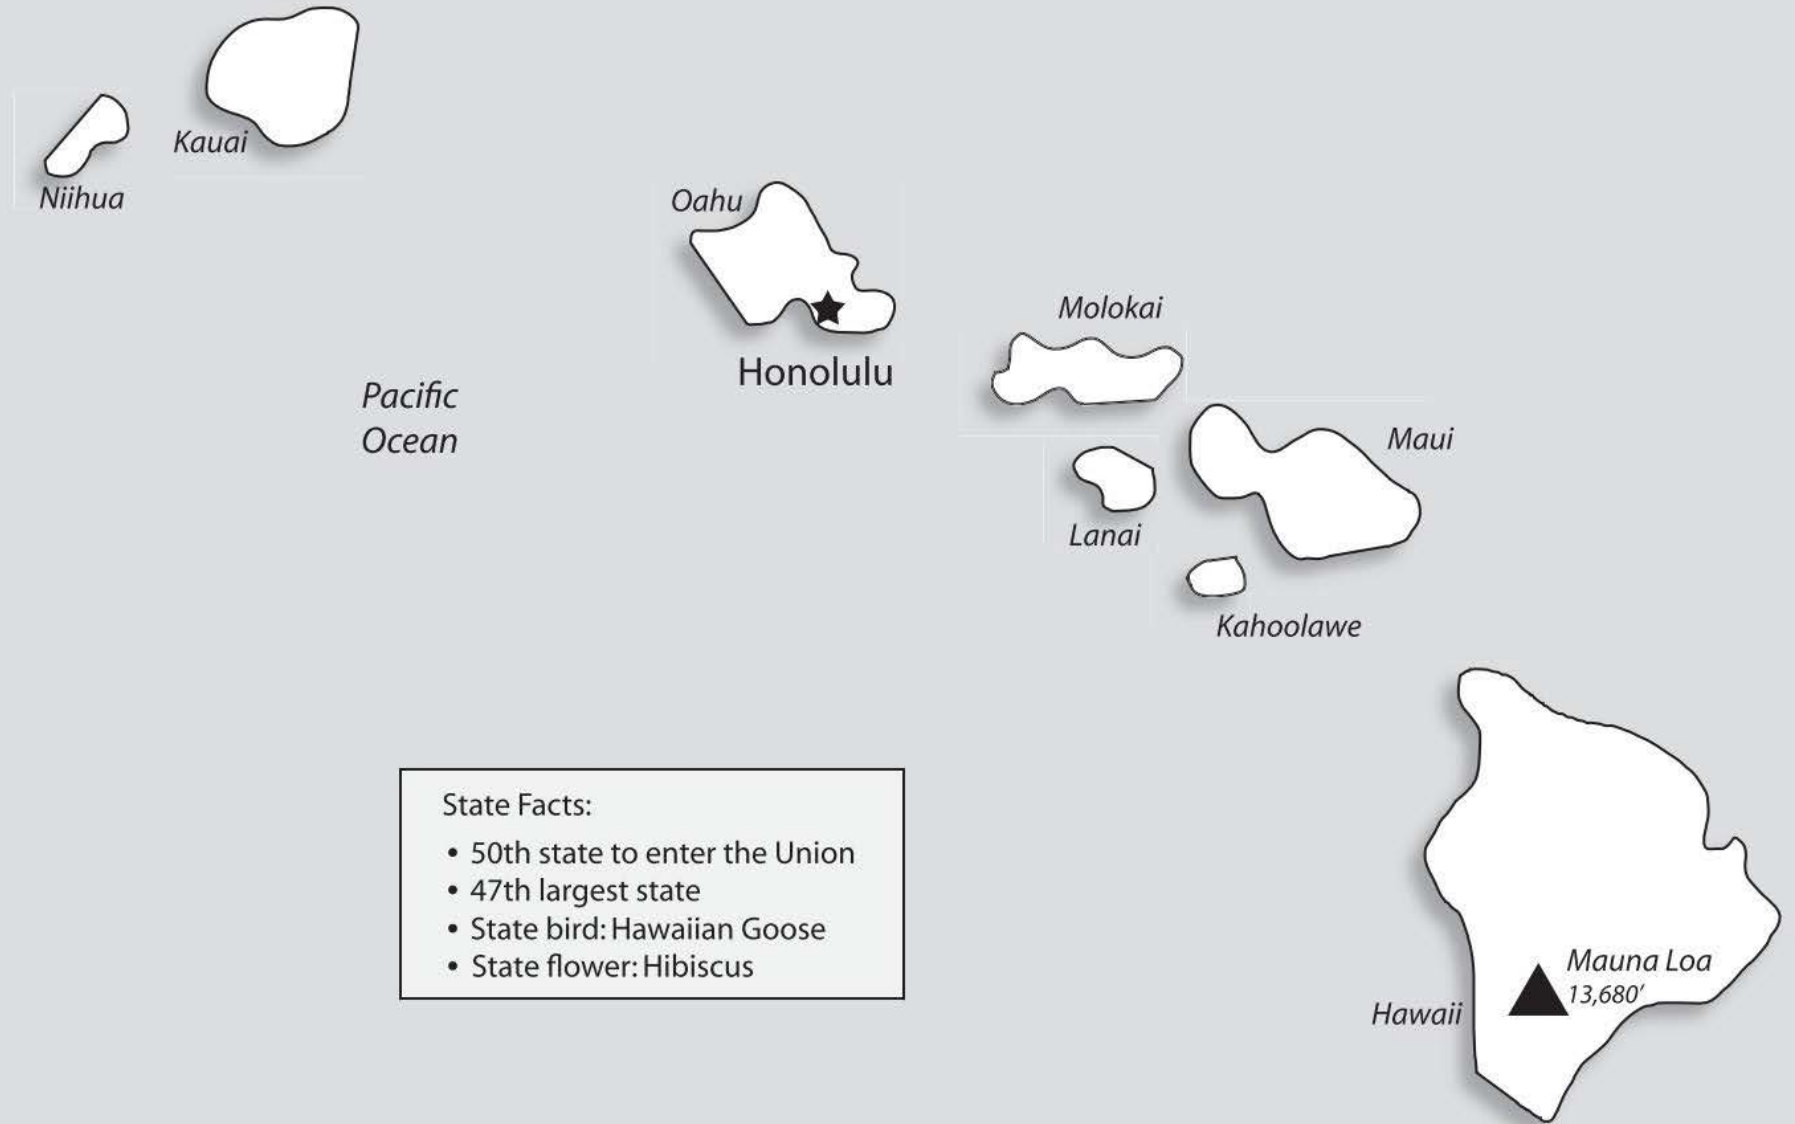 Kauai
Niihua
Oahu
Honolulu
Molokai
Pacific
Ocean
Maui
Lanai
Kahoolawe
State Facts:
• 50th state to enter the Union
• 47th largest state
• State bird: Hawaiian Goose
• State flower: Hibiscus
Mauna Loa
13,680′
Hawaii